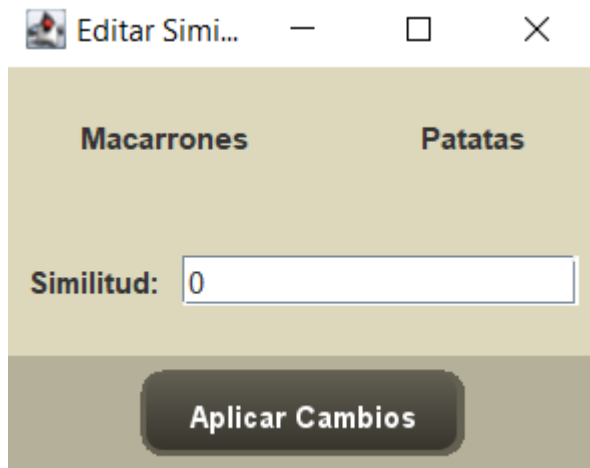 Editar Simi...
Macarrones Patatas
Similitud: 0
Aplicar Cambios